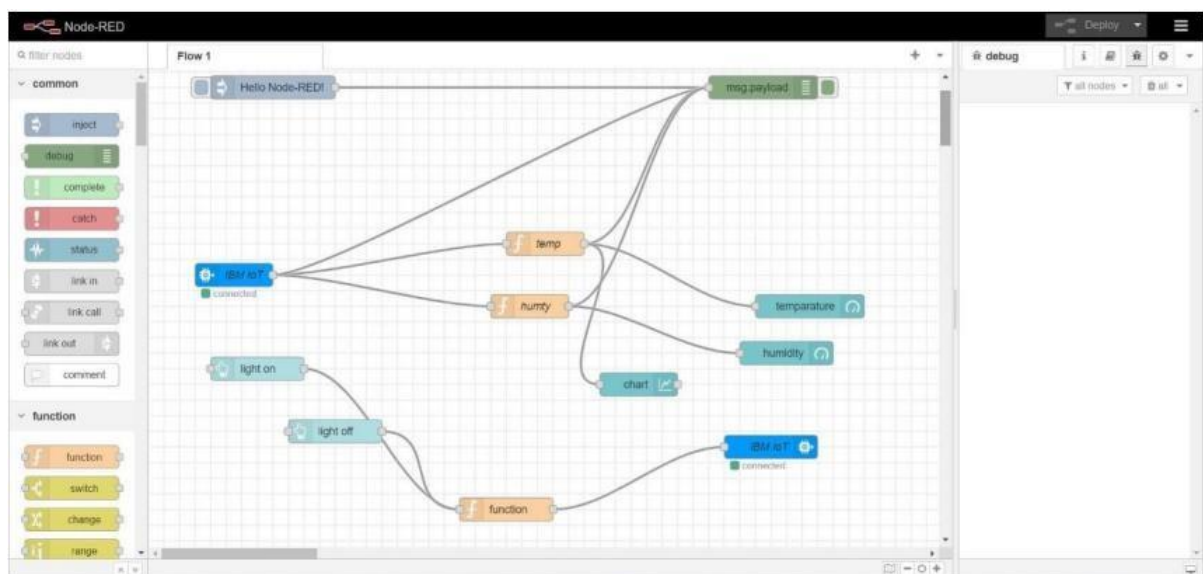 Node-RED
Deploy
filter nodes
Flow 1
debug
i
common
all nodes
all
inject
debug
complete
catch
status
link in
link call
link out
comment
function
function
switch
change
range
Hello Node-RED!
msg.payload
temp
IBM IoT
connected
humty
temparature
humidity
light on
chart
light off
IBM IoT
connected
function